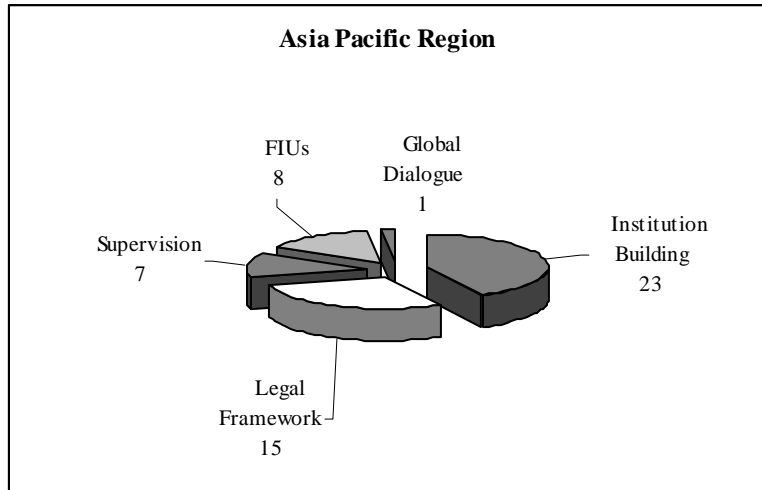 Asia Pacific Region
FIUs
8
Global
Dialogue
1
Institution
Building
23
Supervision
7
Legal
Framework
15